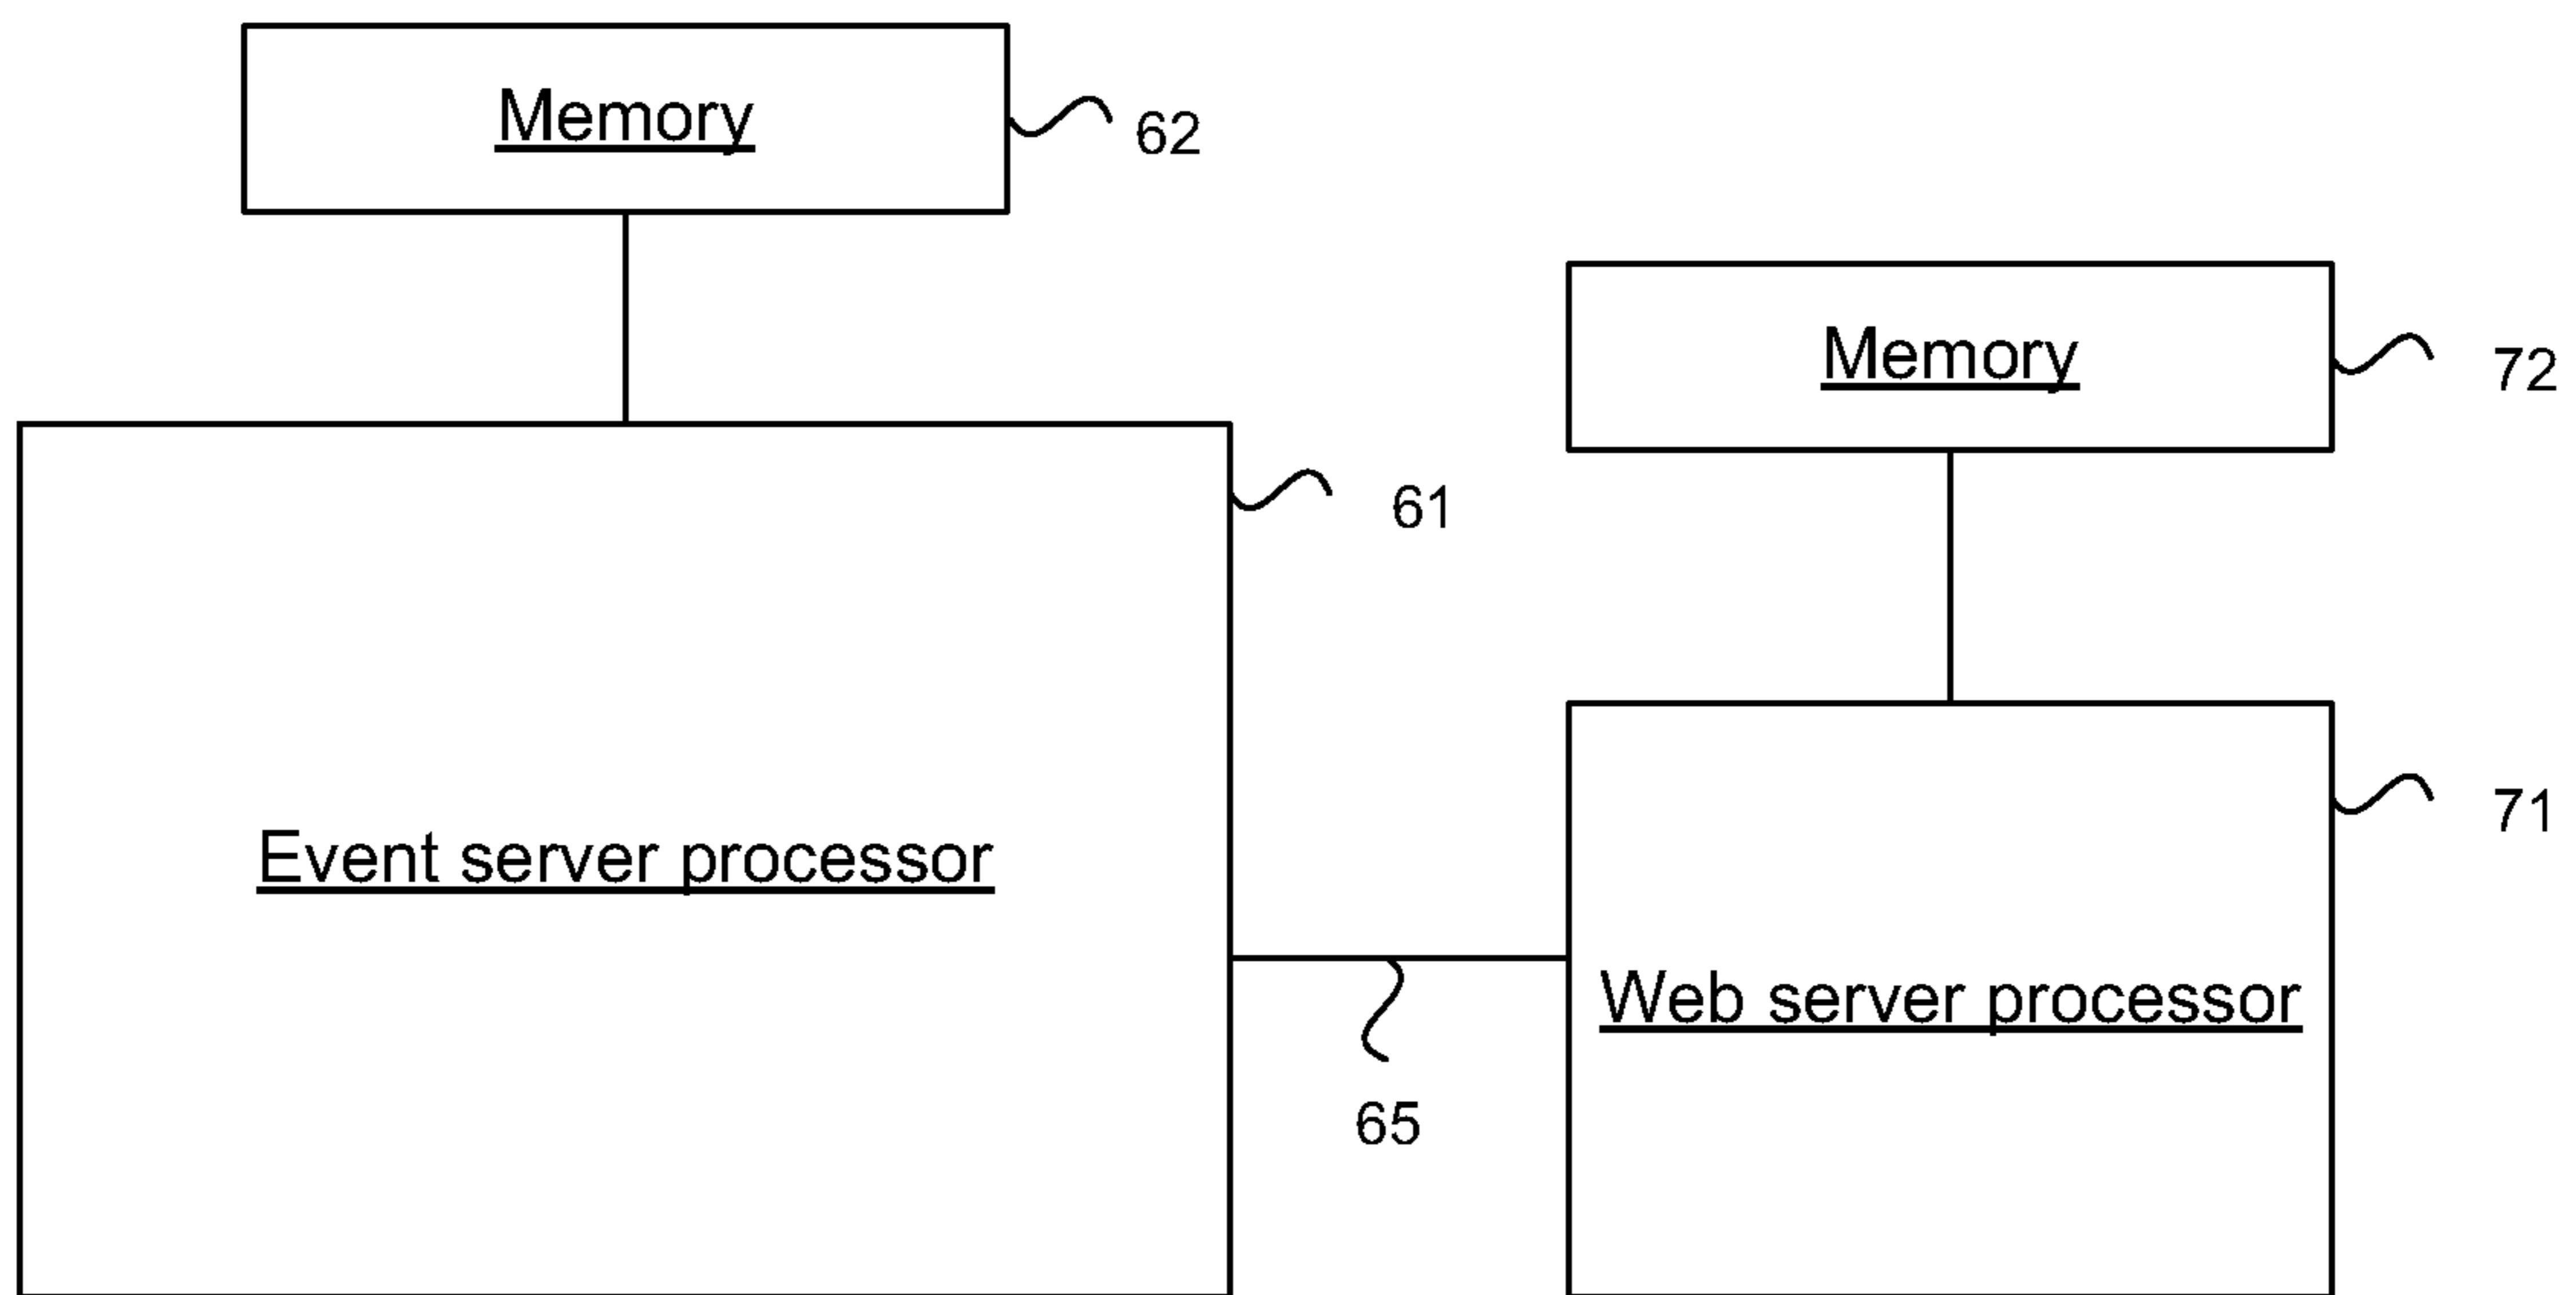 Memory
62
Memory
72
61
71
Event server processor
Web server processor
65